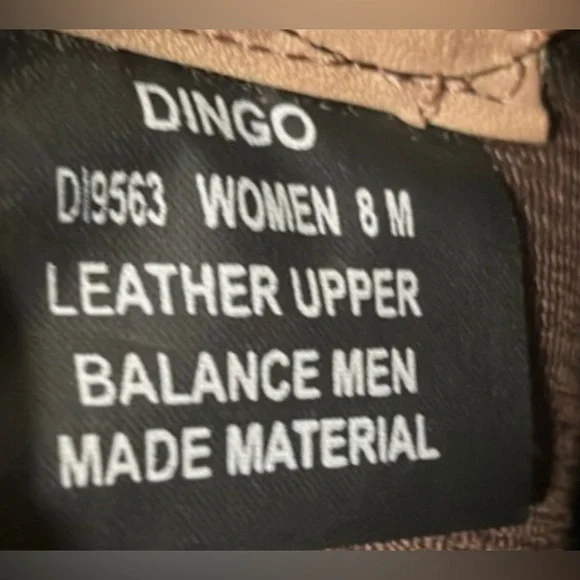 DINGO
DI9563 WOMEN 8 M
LEATHER UPPER
BALANCE MEN
MADE MATERIAL